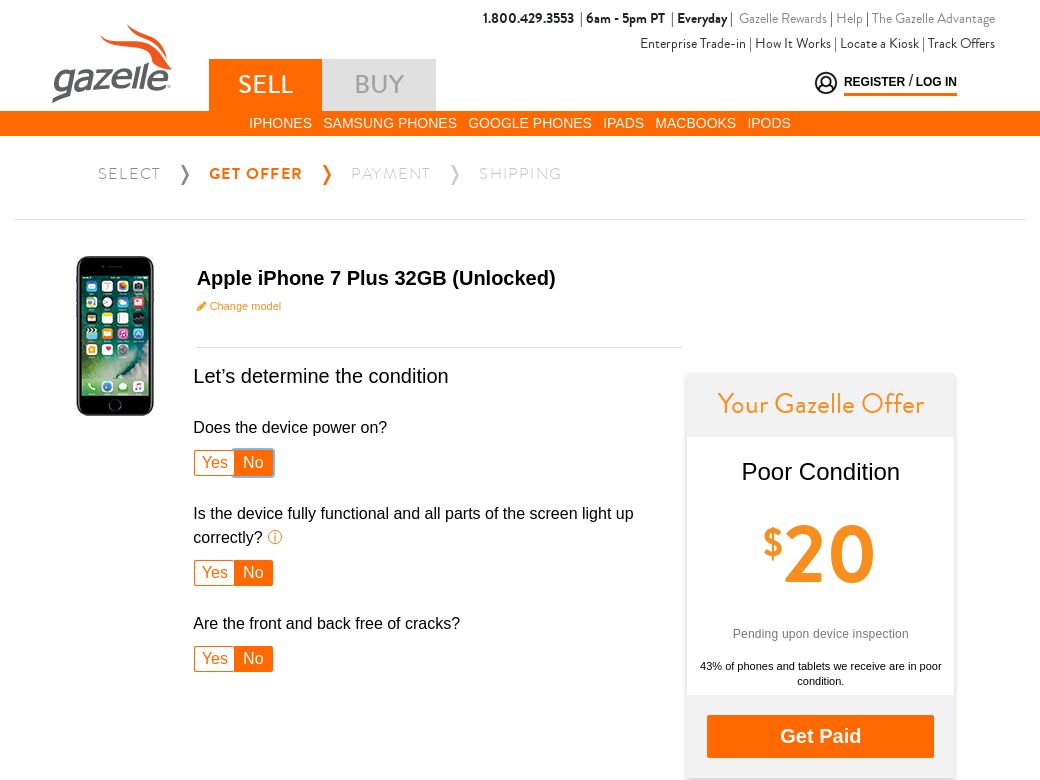 1.800.429.3553 | 6am - 5pm PT | Everyday | Gazelle Rewards | Help | The Gazelle Advantage
Enterprise Trade-in | How It Works | Locate a Kiosk | Track Offers
gazelle
SELL BUY
REGISTER / LOG IN
IPHONES SAMSUNG PHONES GOOGLE PHONES IPADS MACBOOKS IPODS
SELECT ❭ GET OFFER ❭ PAYMENT ❭ SHIPPING
Apple iPhone 7 Plus 32GB (Unlocked)
Change model
Let’s determine the condition
Does the device power on?
Yes No
Is the device fully functional and all parts of the screen light up
correctly? ⓘ
Yes No
Are the front and back free of cracks?
Yes No
Your Gazelle Offer
Poor Condition
$20
Pending upon device inspection
43% of phones and tablets we receive are in poor
condition.
Get Paid